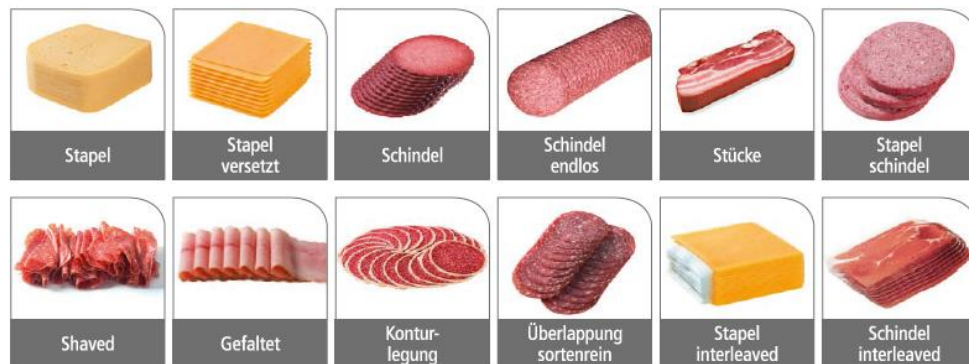 Stapel
Stapel
versetzt
Schindel
Schindel
endlos
Stücke
Stapel
schindel
Shaved
Gefaltet
Kontur-
legung
Überlappung
sortenrein
Stapel
interleaved
Schindel
interleaved